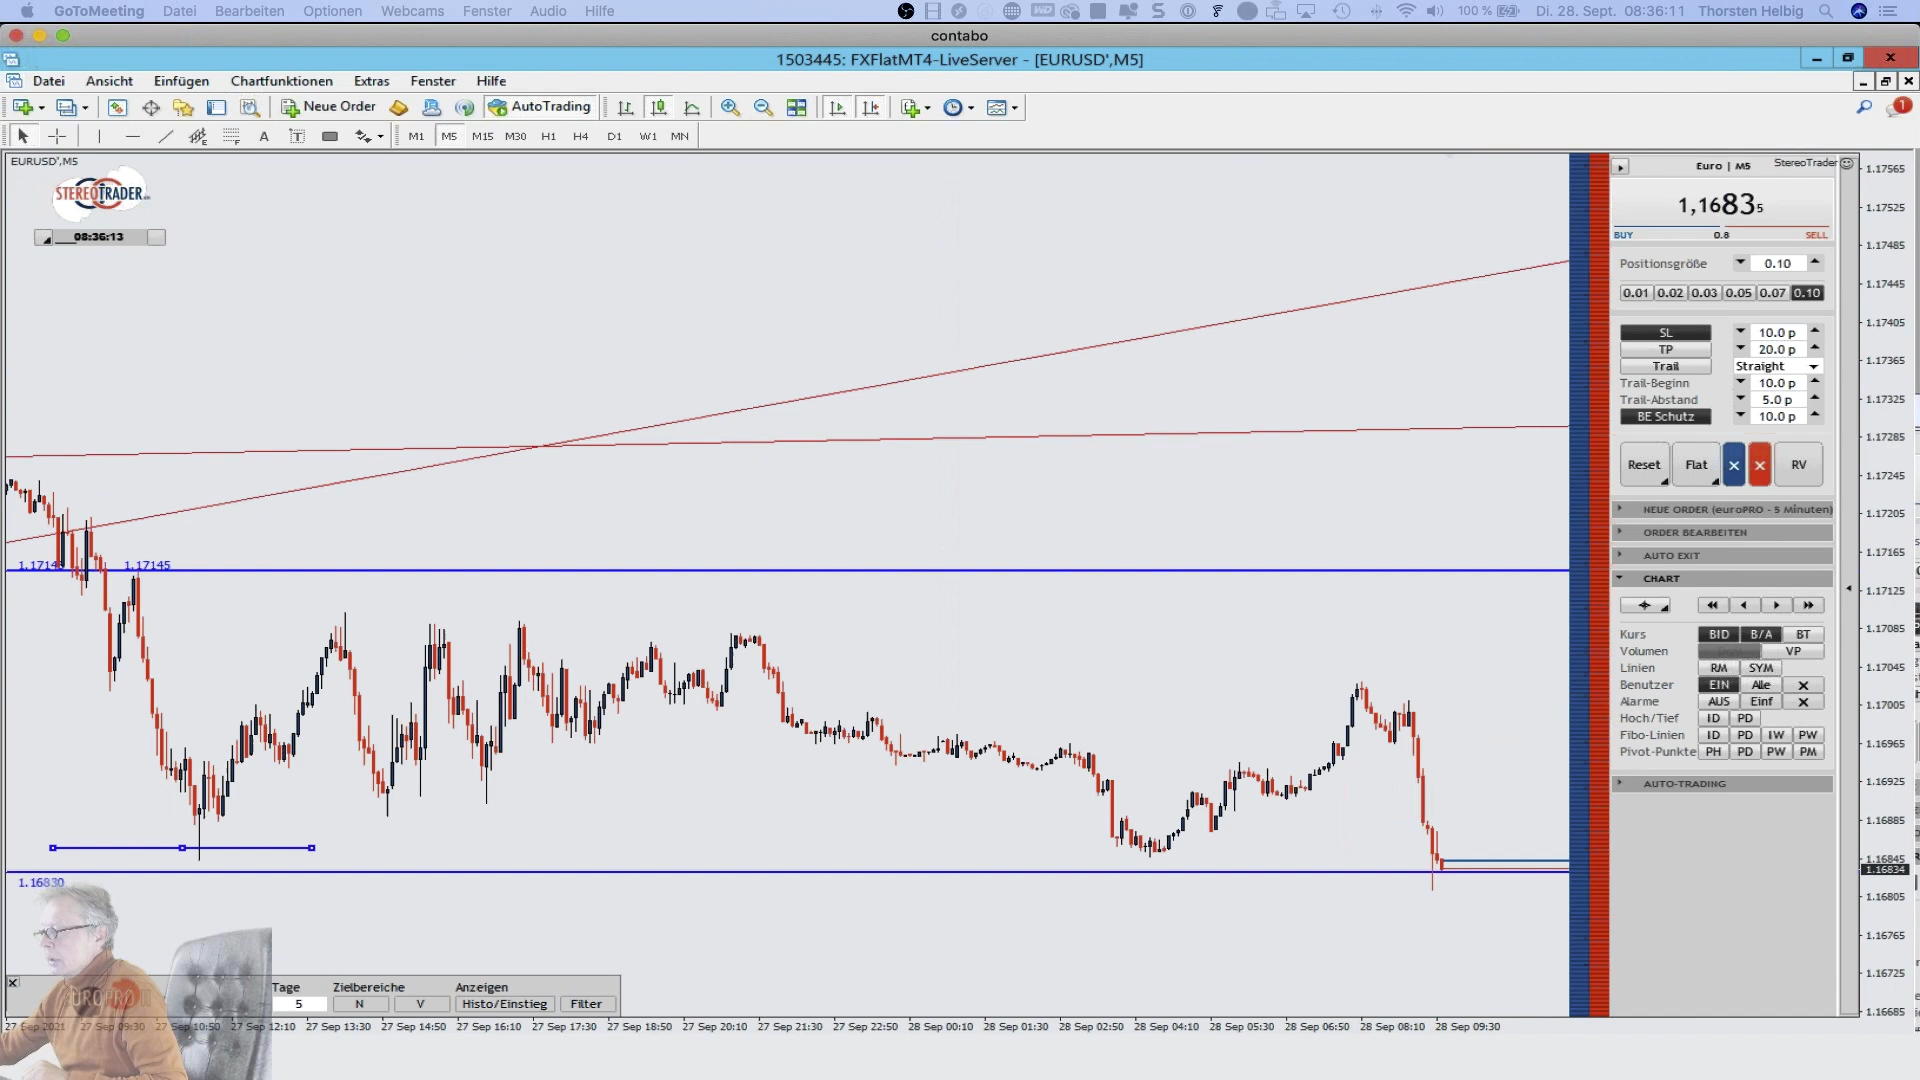 GoToMeeting Datei Bearbeiten Optionen Webcams Fenster Audio Hilfe 100 % Di. 28. Sept. 08:36:11 Thorsten Helbig
contabo
1503445: FXFlatMT4-LiveServer - [EURUSD',M5]
Datei Ansicht Einfügen Chartfunktionen Extras Fenster Hilfe
New Order AutoTrading 1
A T M1 M5 M15 M30 H1 H4 D1 W1 MN
EURUSD',M5
STEREOTRADER
08:36:13
Euro | M5 StereoTrader
1,16835
BUY 0.8 SELL
Positionsgröße 0.10
0.01 0.02 0.03 0.05 0.07 0.10
SL 10.0 p
TP 20.0 p
Trail Straight
Trail-Beginn 10.0 p
Trail-Abstand 5.0 p
BE Schutz 10.0 p
Reset Flat × × RV
NEUE ORDER (euroPRO - 5 Minuten)
ORDER BEARBEITEN
AUTO EXIT
CHART
Kurs BID B/A BT
Volumen VP
Linien RM SYM
Benutzer EIN Alle X
Alarme AUS Einf X
Hoch/Tief ID PD
Fibo-Linien ID PD IW PW
Pivot-Punkte PH PD PW PM
AUTO-TRADING
1.17565
1.17525
1.17485
1.17445
1.17405
1.17365
1.17325
1.17285
1.17245
1.17205
1.17165
1.17125
1.17085
1.17045
1.17005
1.16965
1.16925
1.16885
1.16845
1.16834
1.16805
1.16765
1.16725
1.16685
1.17145
1.16830
Tage Zielbereiche Anzeigen
5 N V Histo/Einstieg Filter
27 Sep 2021 27 Sep 09:30 27 Sep 10:50 27 Sep 12:10 27 Sep 13:30 27 Sep 14:50 27 Sep 16:10 27 Sep 17:30 27 Sep 18:50 27 Sep 20:10 27 Sep 21:30 27 Sep 22:50 28 Sep 00:10 28 Sep 01:30 28 Sep 02:50 28 Sep 04:10 28 Sep 05:30 28 Sep 06:50 28 Sep 08:10 28 Sep 09:30